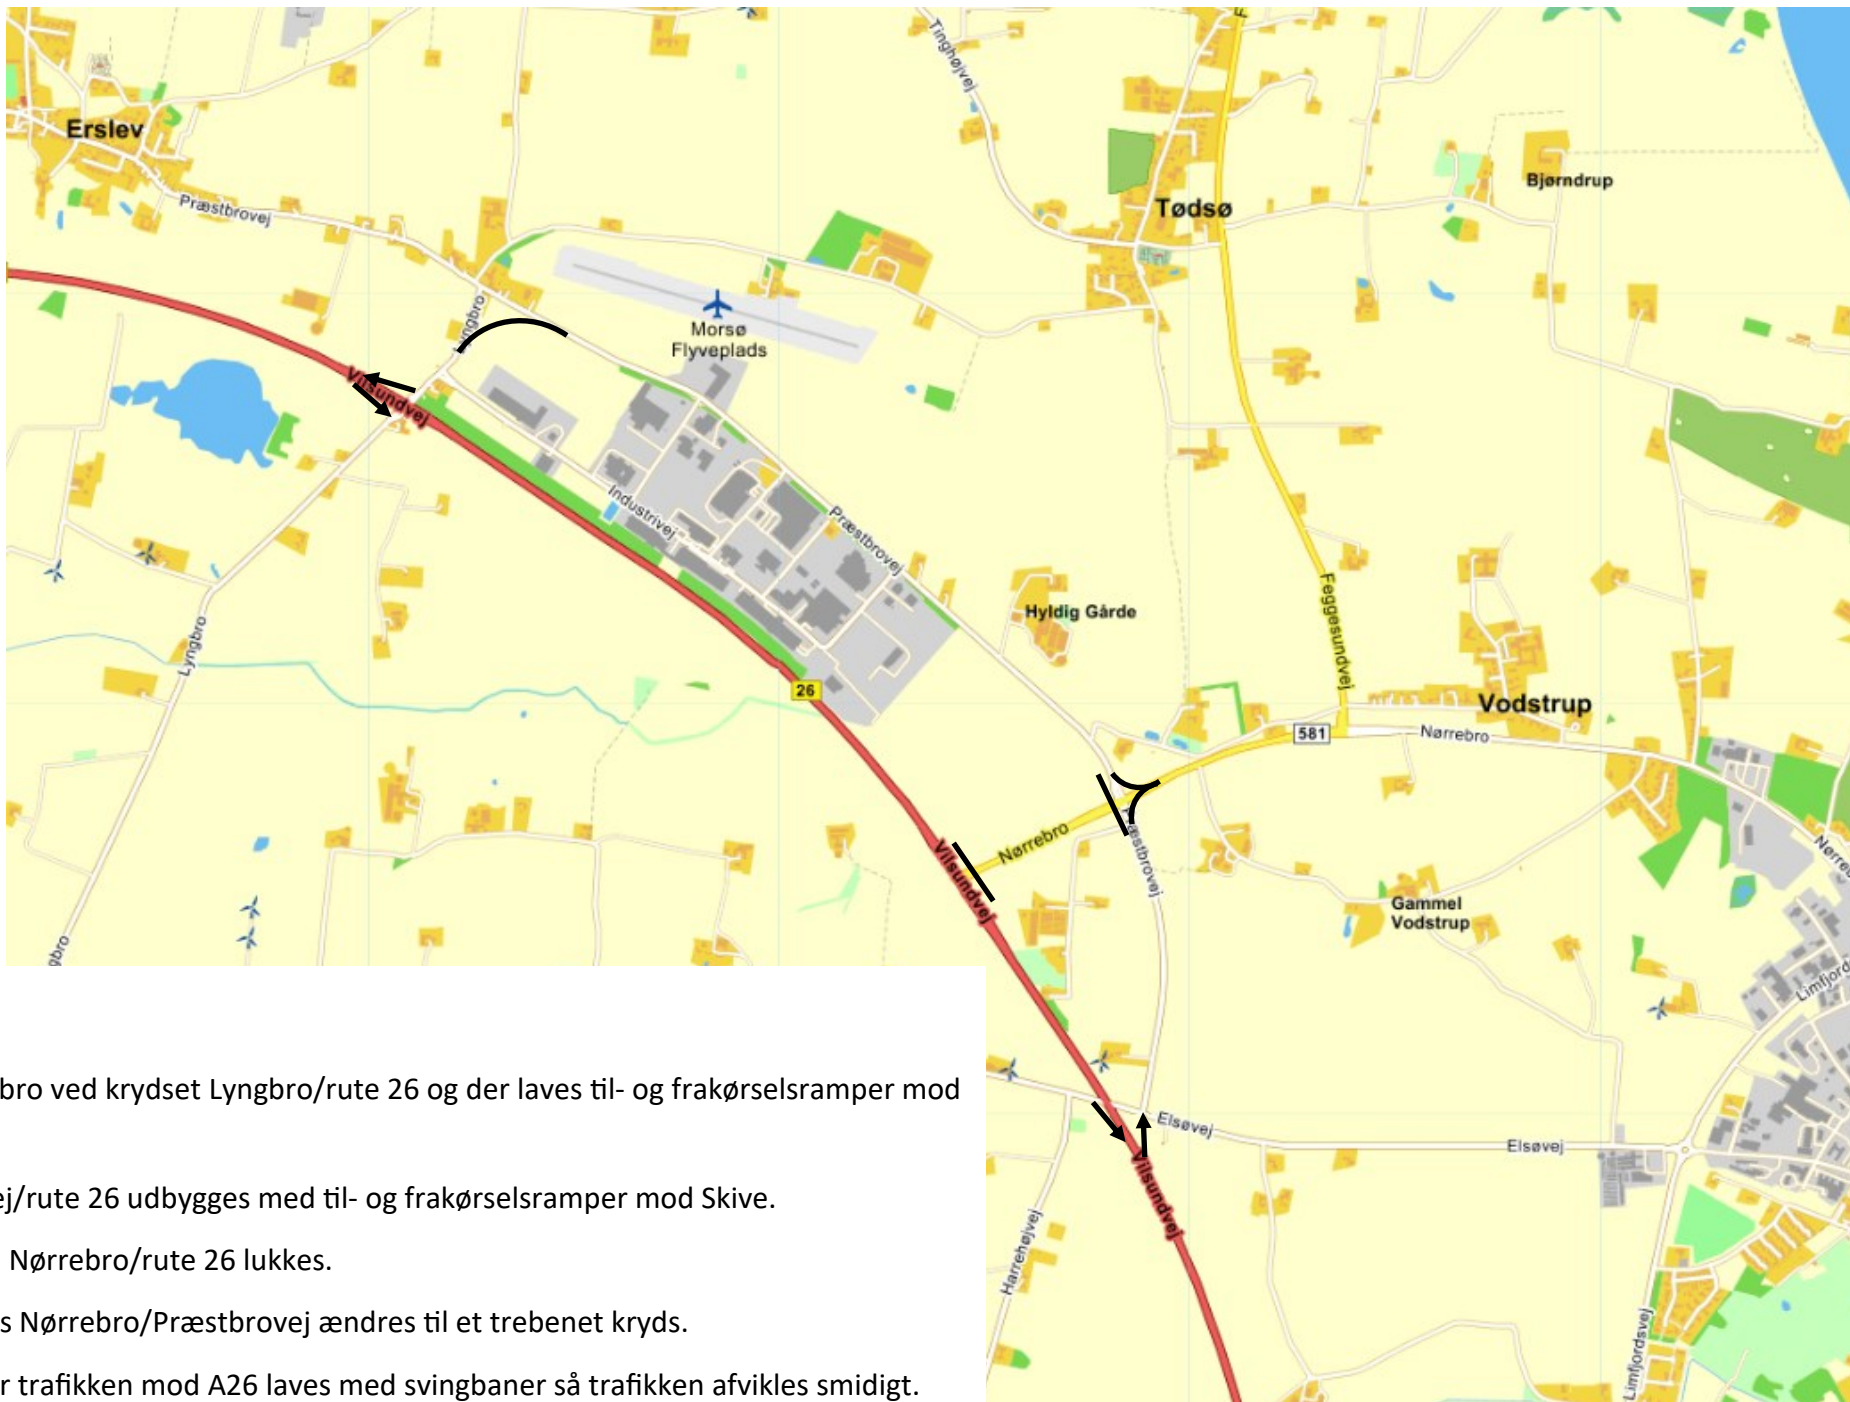 Tinghøjvej
Erslev
Præstbrovej
Tødsø
Bjørndrup
Lyngbro
Morsø
Flyveplads
Vilsundvej
Industrivej
Præstbrovej
Feggesundvej
Hyldig Gårde
Lyngbro
26
Vodstrup
581
Nørrebro
Nørrebro
Præstbrovej
Vilsundvej
Nørre
Gammel
Vodstrup
gbro
Limfjord
Elsøvej
Elsøvej
Vilsundvej
Harrehøjvej
Limfjordsvej
bro ved krydset Lyngbro/rute 26 og der laves til- og frakørselsramper mod
ej/rute 26 udbygges med til- og frakørselsramper mod Skive.
Nørrebro/rute 26 lukkes.
s Nørrebro/Præstbrovej ændres til et trebenet kryds.
r trafikken mod A26 laves med svingbaner så trafikken afvikles smidigt.